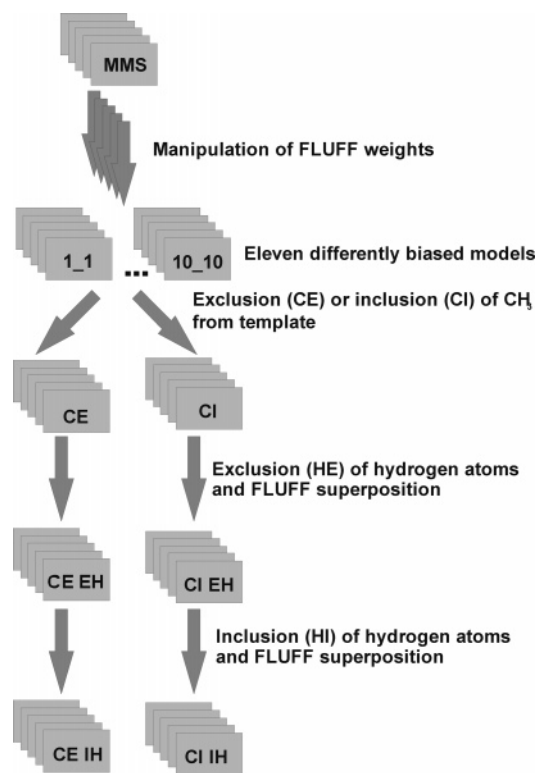 MMS
Manipulation of FLUFF weights
1_1 ... 10_10 Eleven differently biased models
Exclusion (CE) or inclusion (CI) of CH3
from template
CE CI
Exclusion (HE) of hydrogen atoms
and FLUFF superposition
CE EH CI EH
Inclusion (HI) of hydrogen atoms
and FLUFF superposition
CE IH CI IH